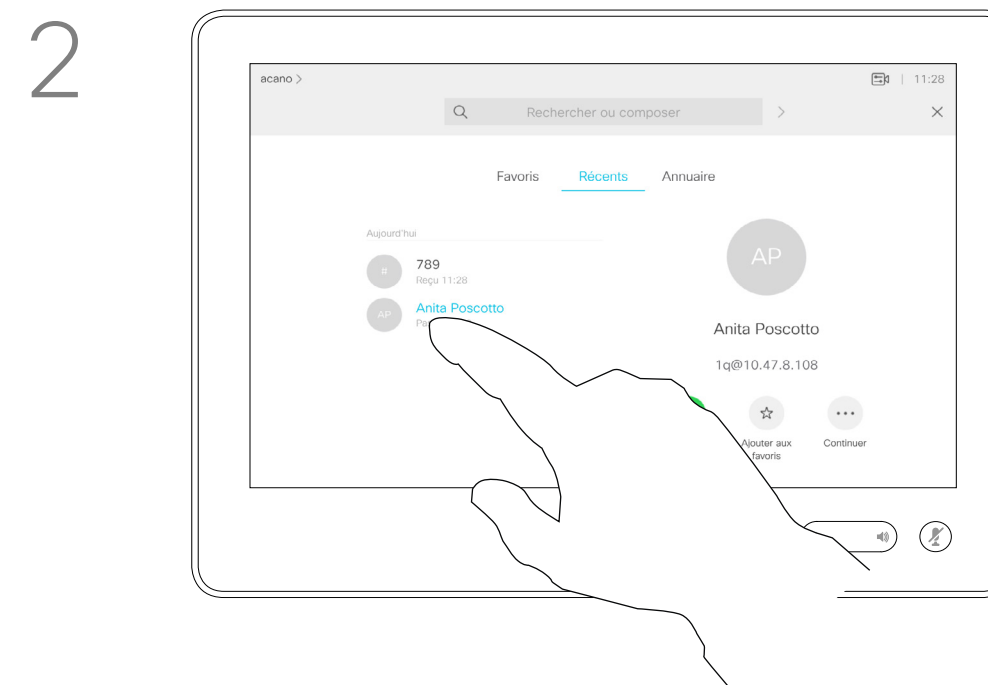 2
acano >
11:28
Rechercher ou composer
Favoris Récents Annuaire
Aujourd'hui
#
789
Reçu 11:28
AP
Anita Poscotto
AP
Anita Poscotto
1q@10.47.8.108
Ajouter aux
favoris
Continuer